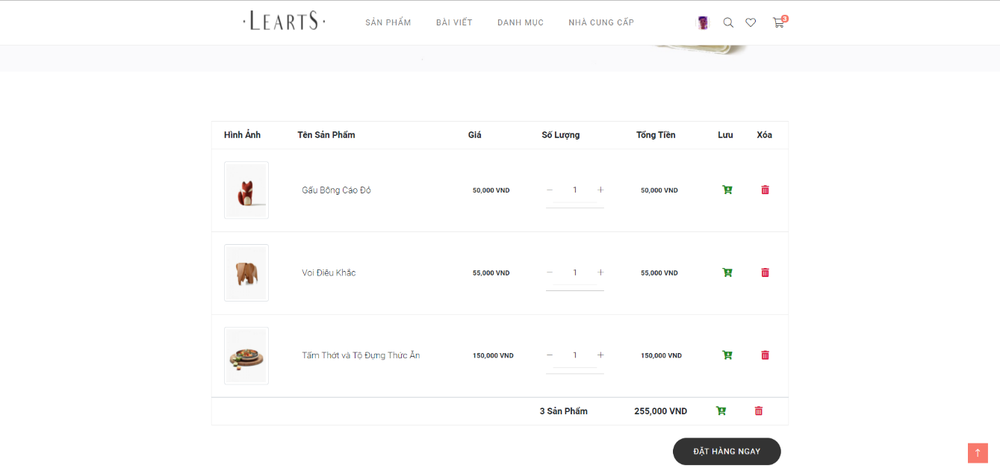 · LEARTS ·
SẢN PHẨM BÀI VIẾT DANH MỤC NHÀ CUNG CẤP 3
Hình Ảnh Tên Sản Phẩm Giá Số Lượng Tổng Tiền Lưu Xóa
Gấu Bông Cáo Đỏ 50,000 VND − 1 + 50,000 VND
Voi Điêu Khắc 55,000 VND − 1 + 55,000 VND
Tấm Thớt và Tô Đựng Thức Ăn 150,000 VND − 1 + 150,000 VND
3 Sản Phẩm 255,000 VND
ĐẶT HÀNG NGAY